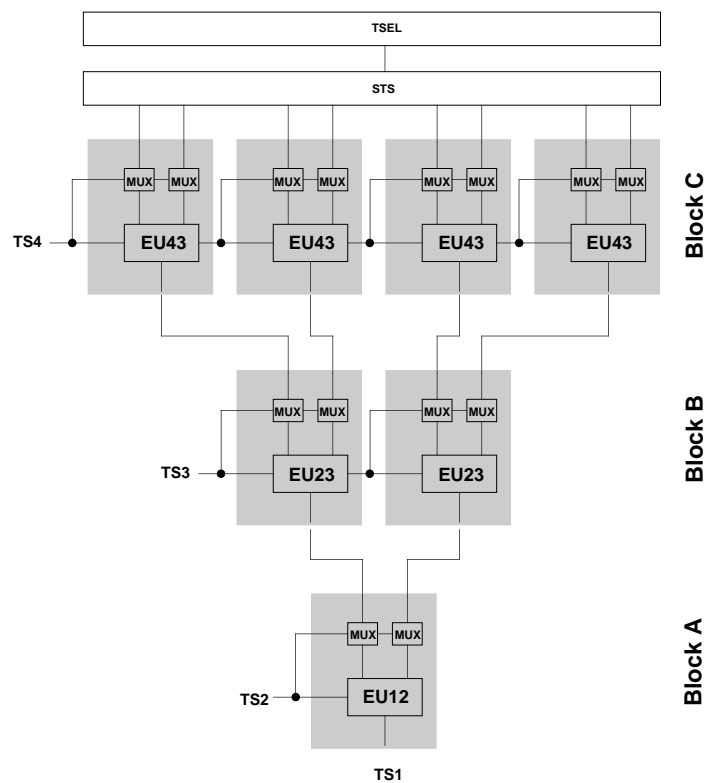 TSEL
STS
MUX MUX MUX MUX MUX MUX MUX MUX
TS4 EU43 EU43 EU43 EU43
Block C
MUX MUX MUX MUX
TS3 EU23 EU23
Block B
MUX MUX
TS2 EU12
Block A
TS1